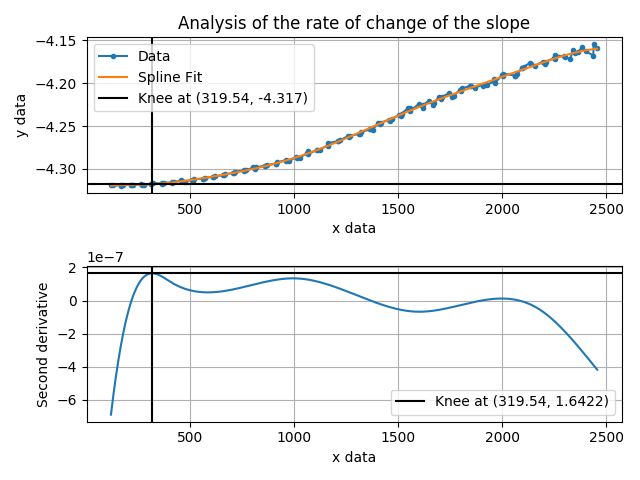 Analysis of the rate of change of the slope
−4.15
−4.20
−4.25
−4.30
y data
Data
Spline Fit
Knee at (319.54, -4.317)
500 1000 1500 2000 2500
x data
1e−7
2
0
−2
−4
−6
Second derivative
Knee at (319.54, 1.6422)
500 1000 1500 2000 2500
x data